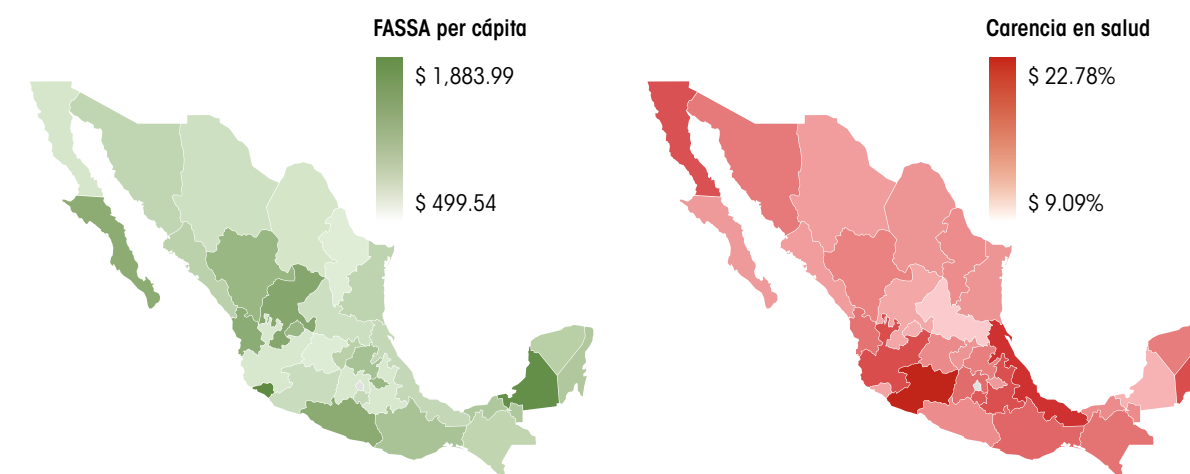 FASSA per cápita
$ 1,883.99
$ 499.54
Carencia en salud
$ 22.78%
$ 9.09%